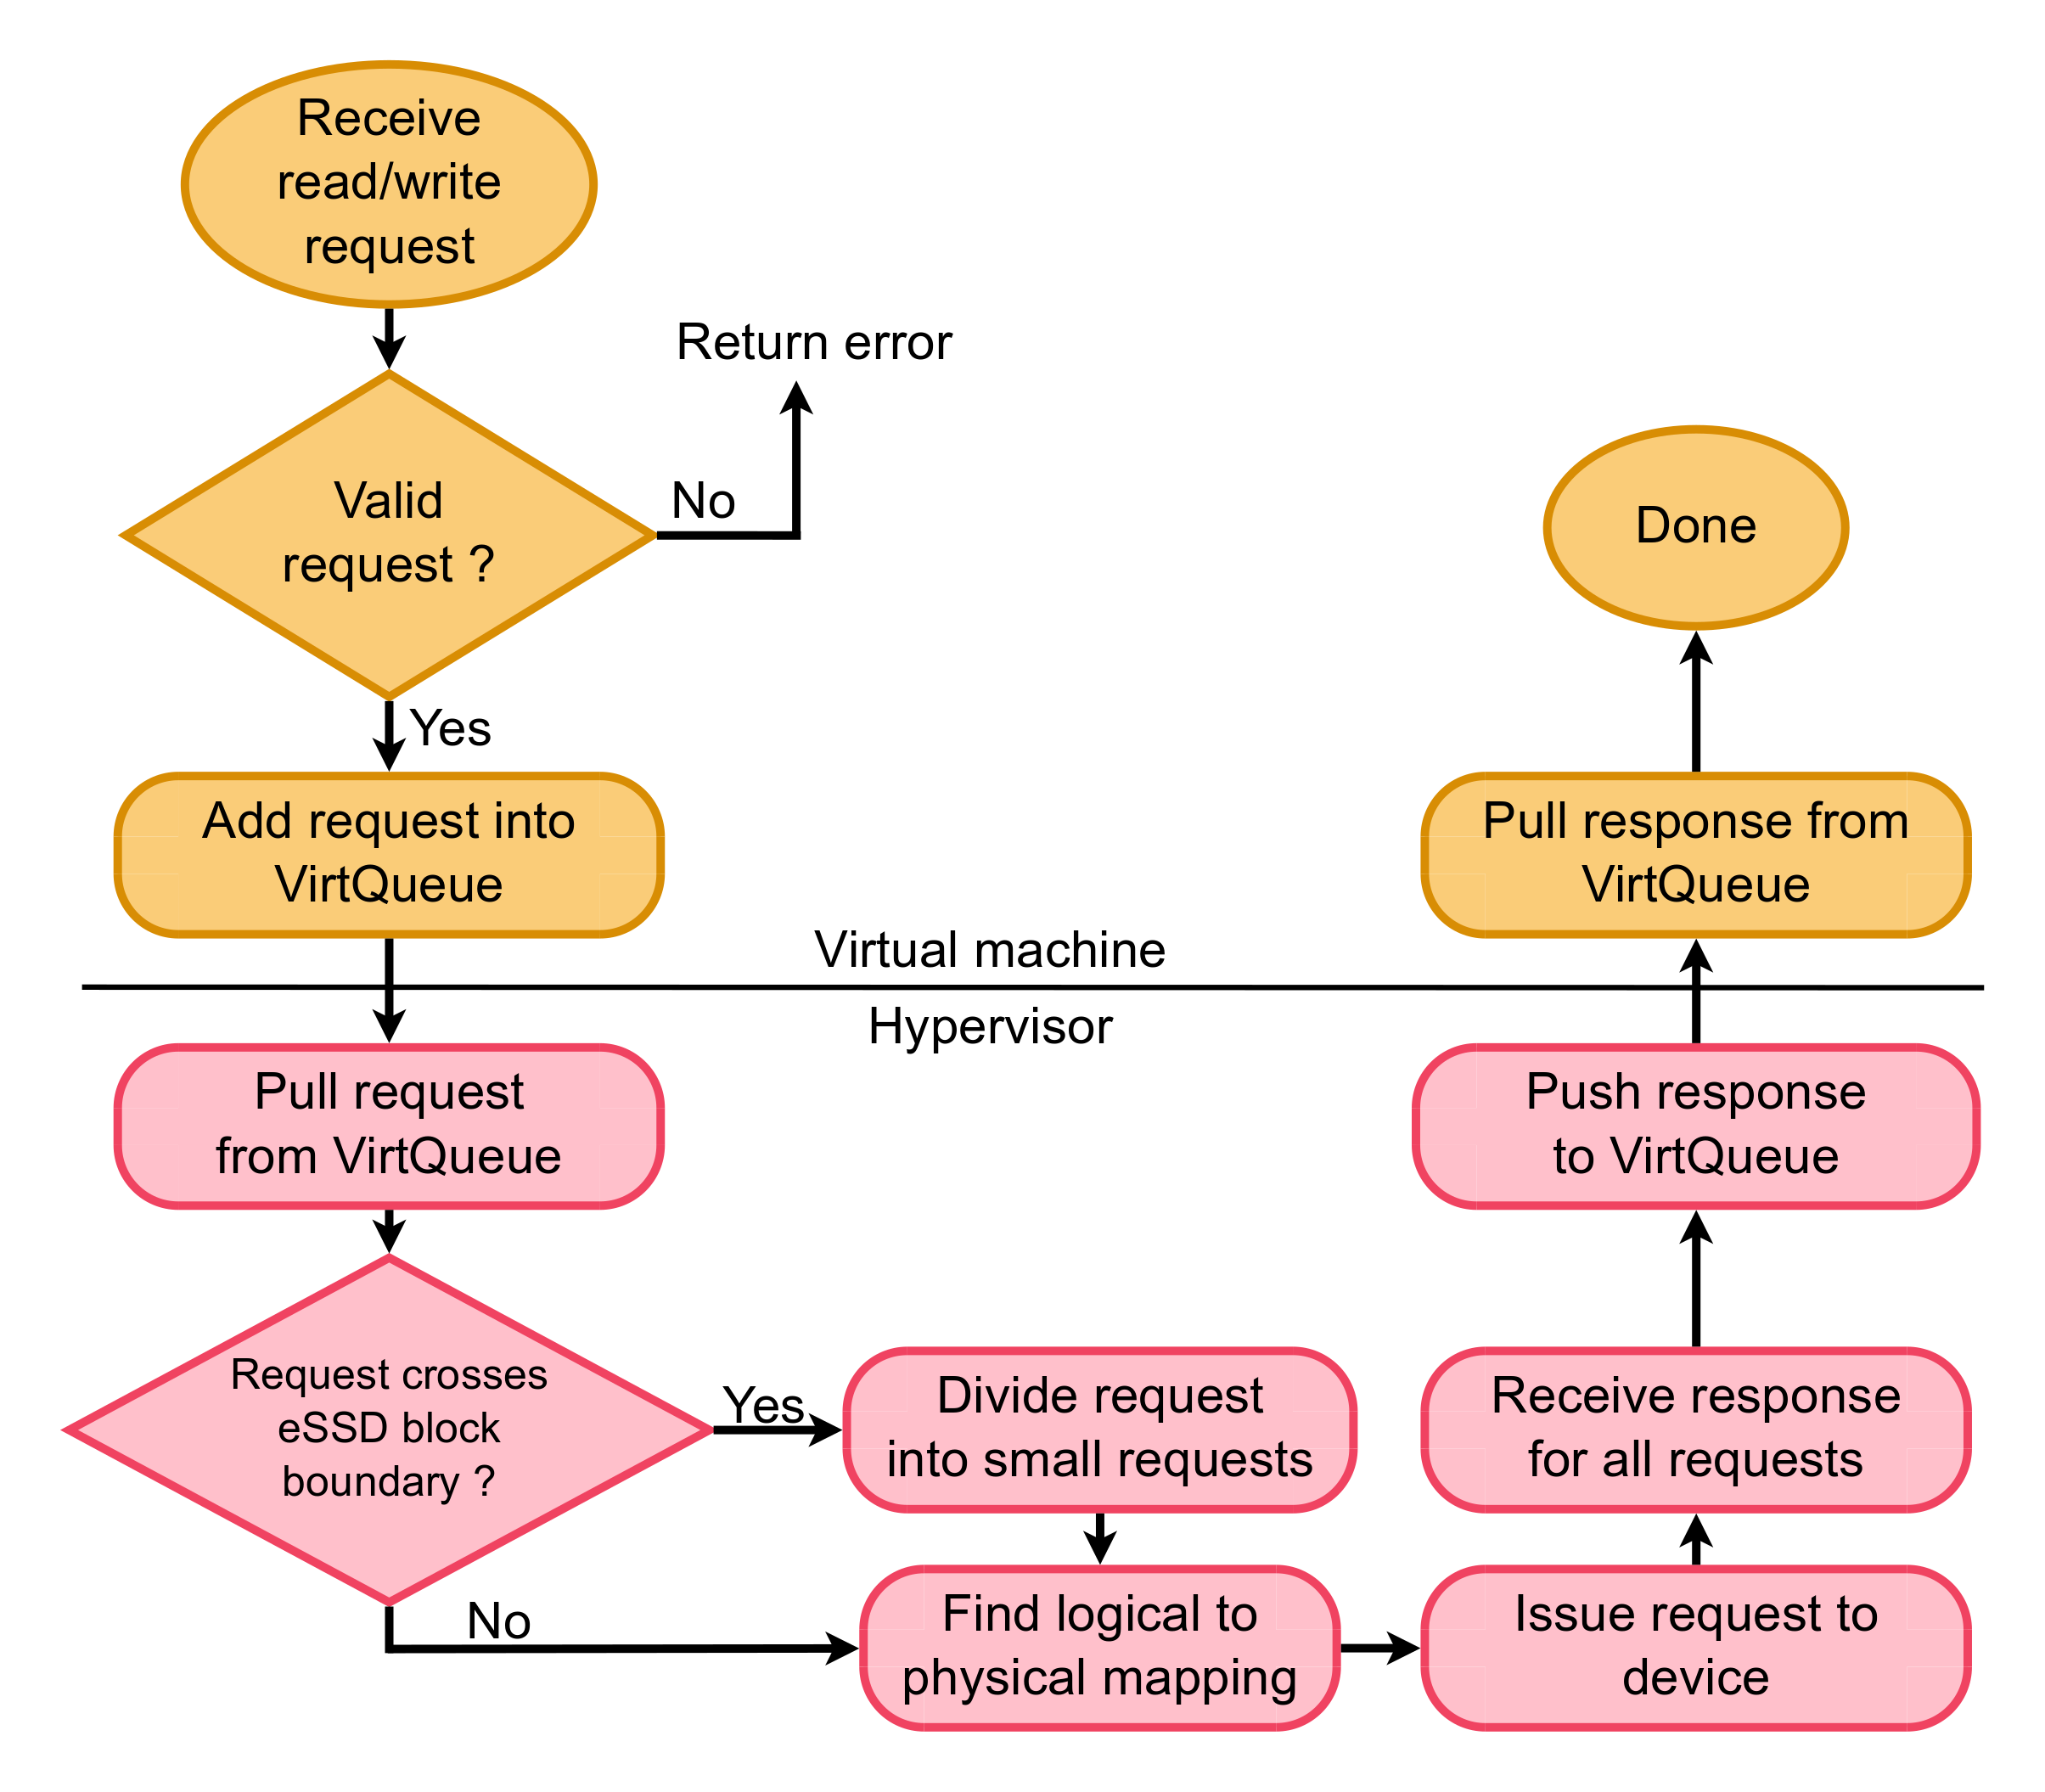 Receive
read/write
request
Return error
Valid
request ?
No
Yes
Done
Add request into
VirtQueue
Pull response from
VirtQueue
Virtual machine
Hypervisor
Pull request
from VirtQueue
Push response
to VirtQueue
Request crosses
eSSD block
boundary ?
Yes
No
Divide request
into small requests
Receive response
for all requests
Find logical to
physical mapping
Issue request to
device